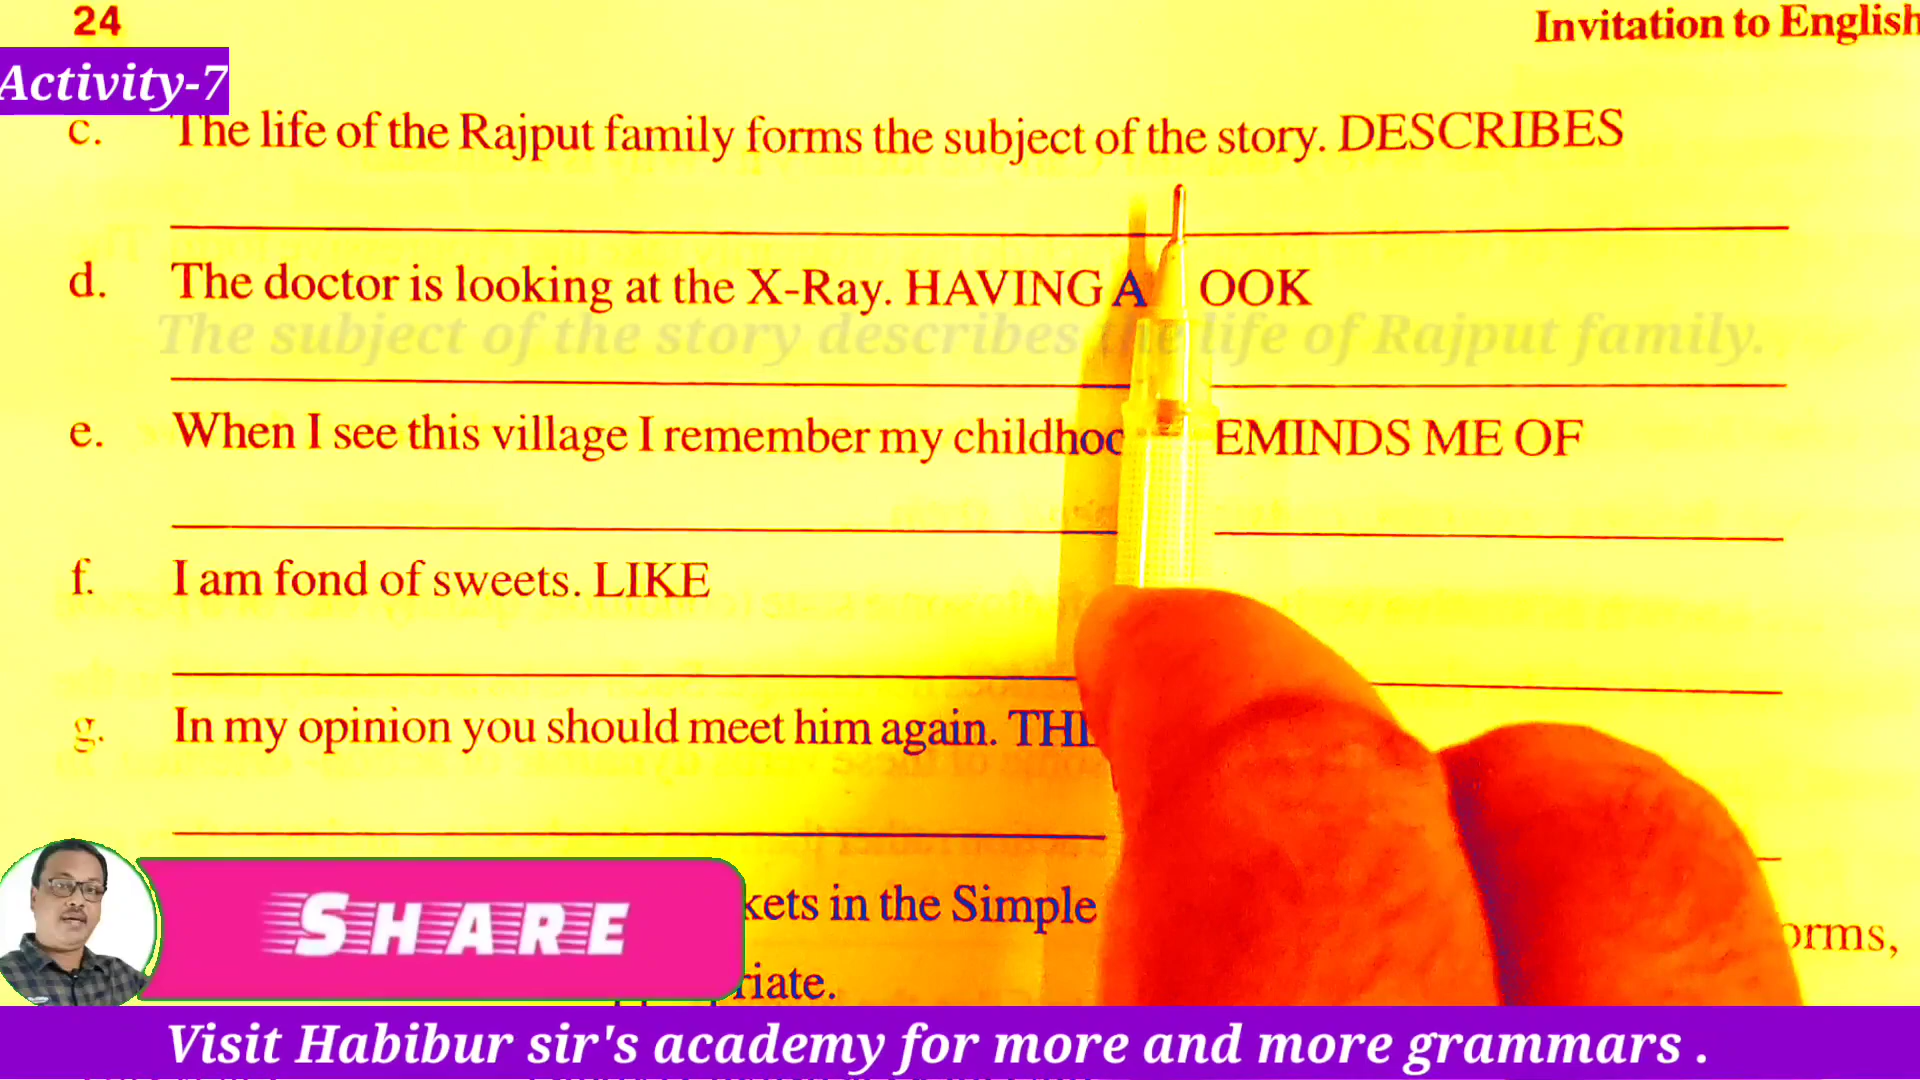 24
Invitation to English
Activity-7
c. The life of the Rajput family forms the subject of the story. DESCRIBES
d. The doctor is looking at the X-Ray. HAVING A OOK
The subject of the story describes the life of Rajput family.
e. When I see this village I remember my childhoo EMINDS ME OF
f. I am fond of sweets. LIKE
g. In my opinion you should meet him again. THI
SHARE
kets in the Simple orms,
riate.
Visit Habibur sir's academy for more and more grammars .